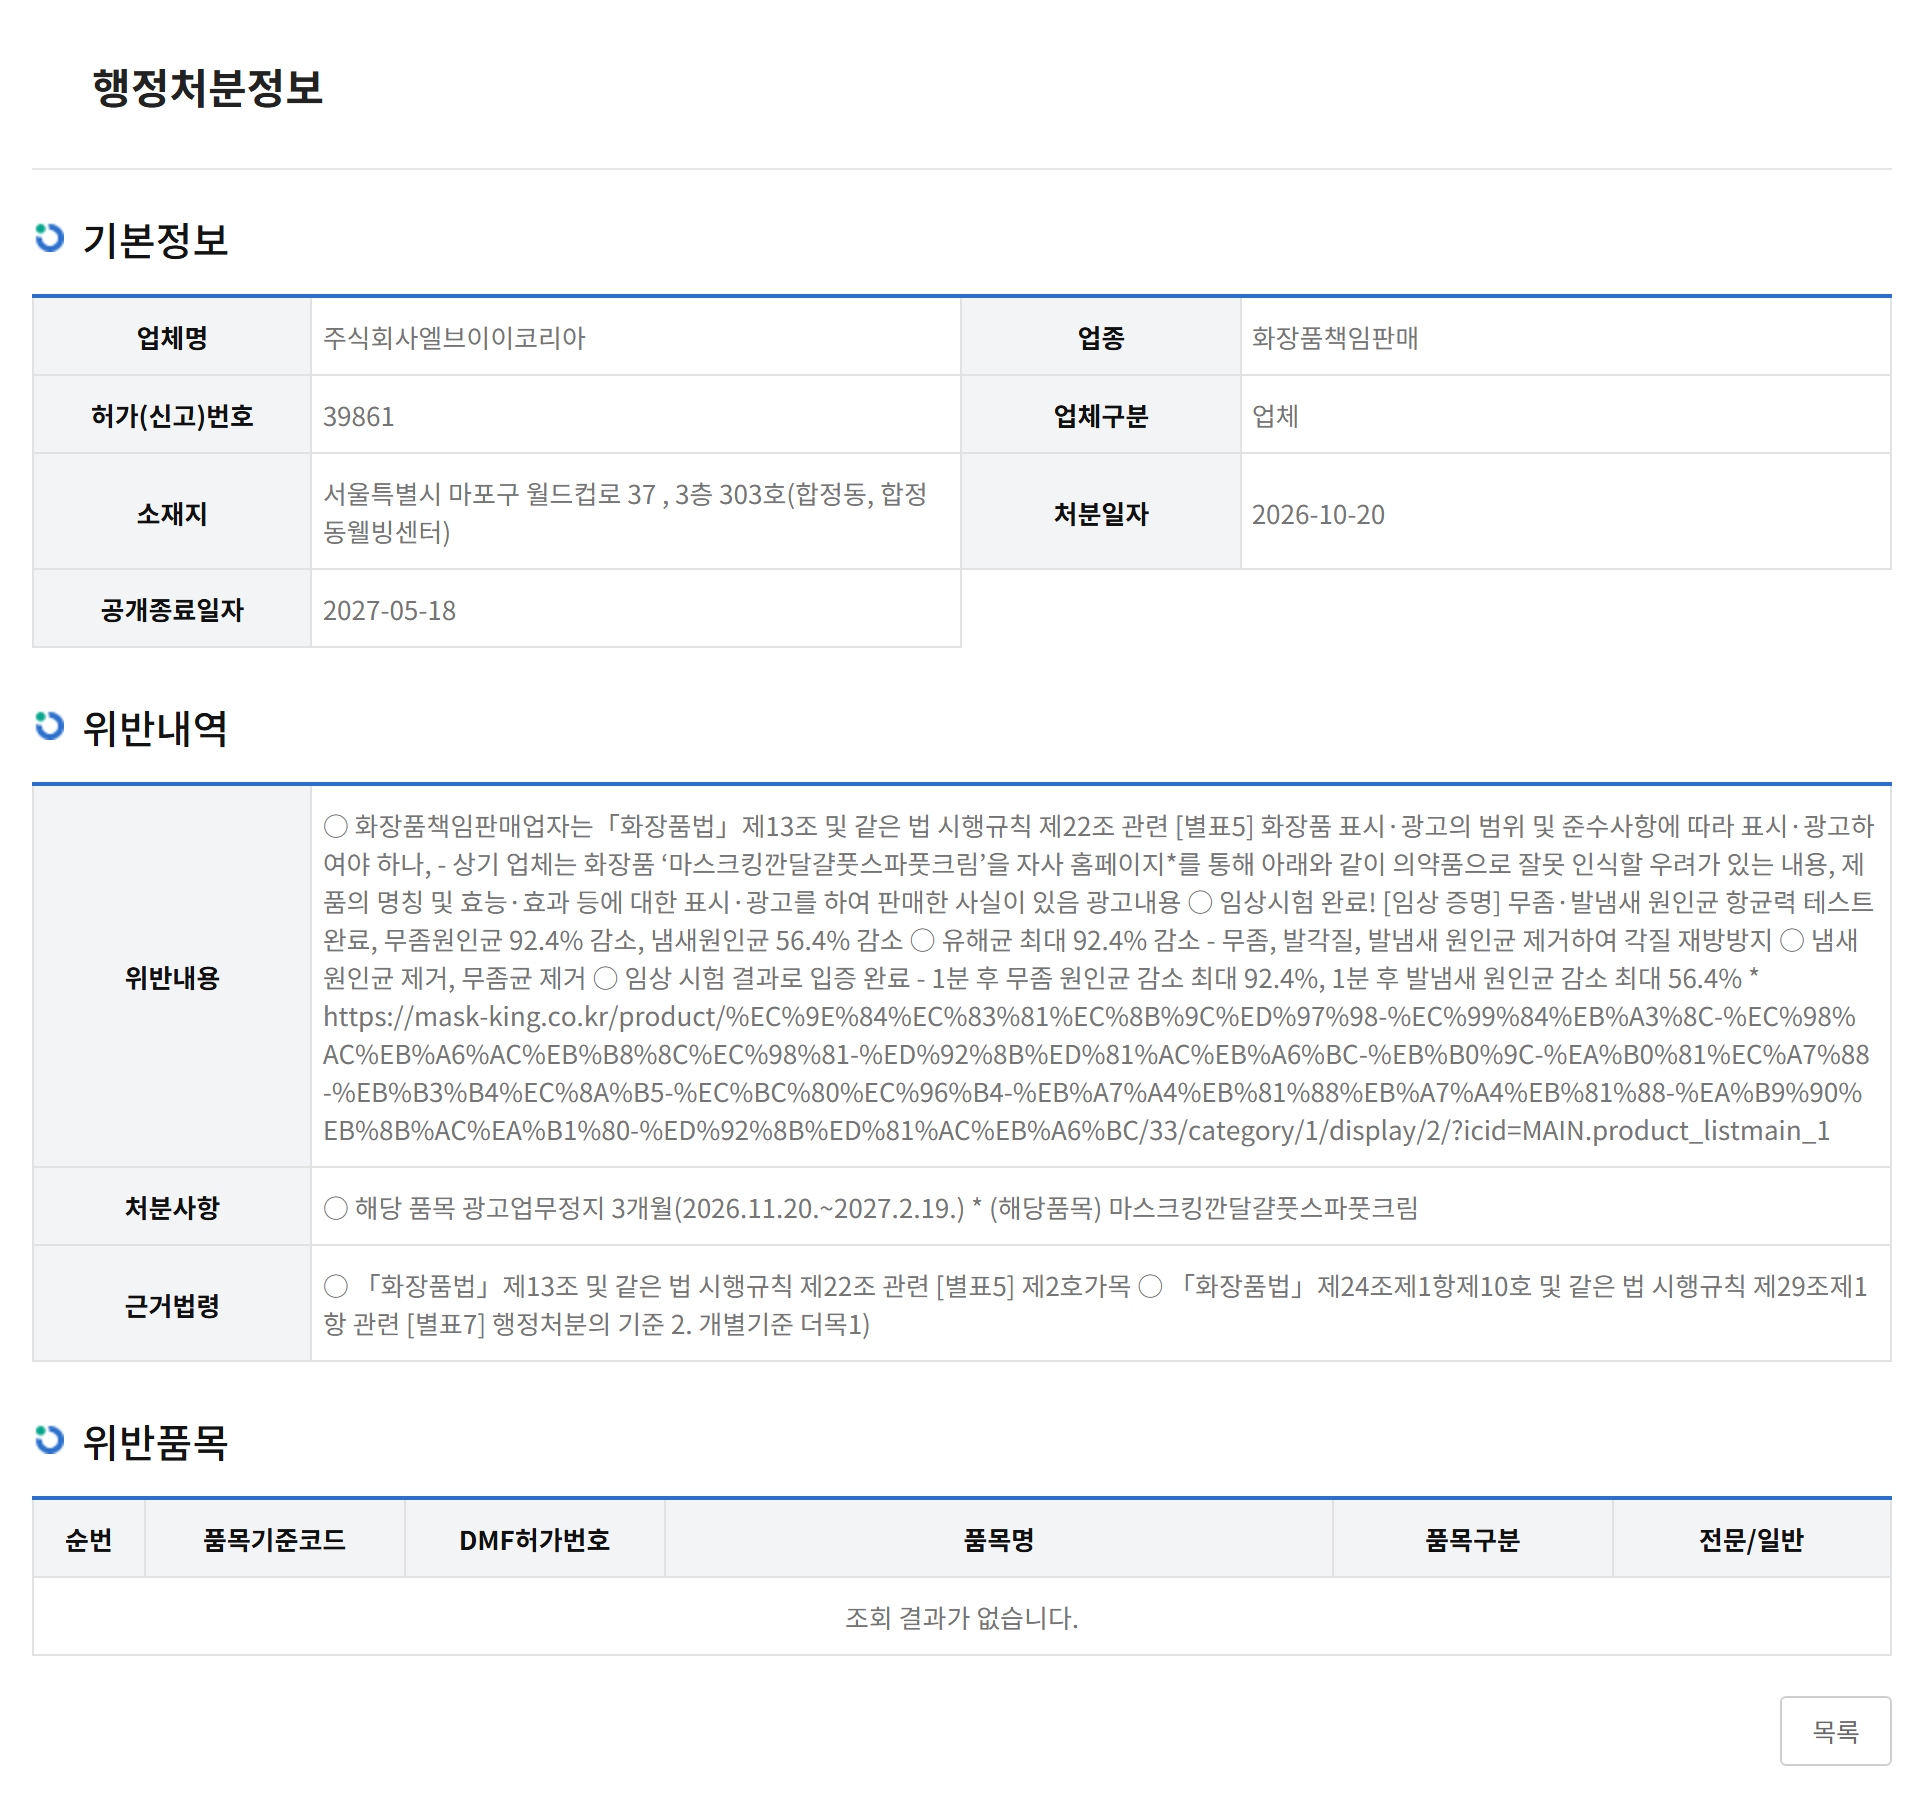 행정처분정보
기본정보
업체명 주식회사엘브이이코리아 업종 화장품책임판매
허가(신고)번호 39861 업체구분 업체
소재지 서울특별시 마포구 월드컵로 37 , 3층 303호(합정동, 합정
동웰빙센터) 처분일자 2026-10-20
공개종료일자 2027-05-18
위반내역
위반내용
◯ 화장품책임판매업자는「화장품법」제13조 및 같은 법 시행규칙 제22조 관련 [별표5] 화장품 표시·광고의 범위 및 준수사항에 따라 표시·광고하
여야 하나, - 상기 업체는 화장품 ‘마스크킹깐달걀풋스파풋크림’을 자사 홈페이지*를 통해 아래와 같이 의약품으로 잘못 인식할 우려가 있는 내용, 제
품의 명칭 및 효능·효과 등에 대한 표시·광고를 하여 판매한 사실이 있음 광고내용 ◯ 임상시험 완료! [임상 증명] 무좀·발냄새 원인균 항균력 테스트
완료, 무좀원인균 92.4% 감소, 냄새원인균 56.4% 감소 ◯ 유해균 최대 92.4% 감소 - 무좀, 발각질, 발냄새 원인균 제거하여 각질 재방방지 ◯ 냄새
원인균 제거, 무좀균 제거 ◯ 임상 시험 결과로 입증 완료 - 1분 후 무좀 원인균 감소 최대 92.4%, 1분 후 발냄새 원인균 감소 최대 56.4% *
https://mask-king.co.kr/product/%EC%9E%84%EC%83%81%EC%8B%9C%ED%97%98-%EC%99%84%EB%A3%8C-%EC%98%
AC%EB%A6%AC%EB%B8%8C%EC%98%81-%ED%92%8B%ED%81%AC%EB%A6%BC-%EB%B0%9C-%EA%B0%81%EC%A7%88
-%EB%B3%B4%EC%8A%B5-%EC%BC%80%EC%96%B4-%EB%A7%A4%EB%81%88%EB%A7%A4%EB%81%88-%EA%B9%90%
EB%8B%AC%EA%B1%80-%ED%92%8B%ED%81%AC%EB%A6%BC/33/category/1/display/2/?icid=MAIN.product_listmain_1
처분사항 ◯ 해당 품목 광고업무정지 3개월(2026.11.20.~2027.2.19.) * (해당품목) 마스크킹깐달걀풋스파풋크림
근거법령
◯ 「화장품법」제13조 및 같은 법 시행규칙 제22조 관련 [별표5] 제2호가목 ◯ 「화장품법」제24조제1항제10호 및 같은 법 시행규칙 제29조제1
항 관련 [별표7] 행정처분의 기준 2. 개별기준 더목1)
위반품목
순번 품목기준코드 DMF허가번호 품목명 품목구분 전문/일반
조회 결과가 없습니다.
목록